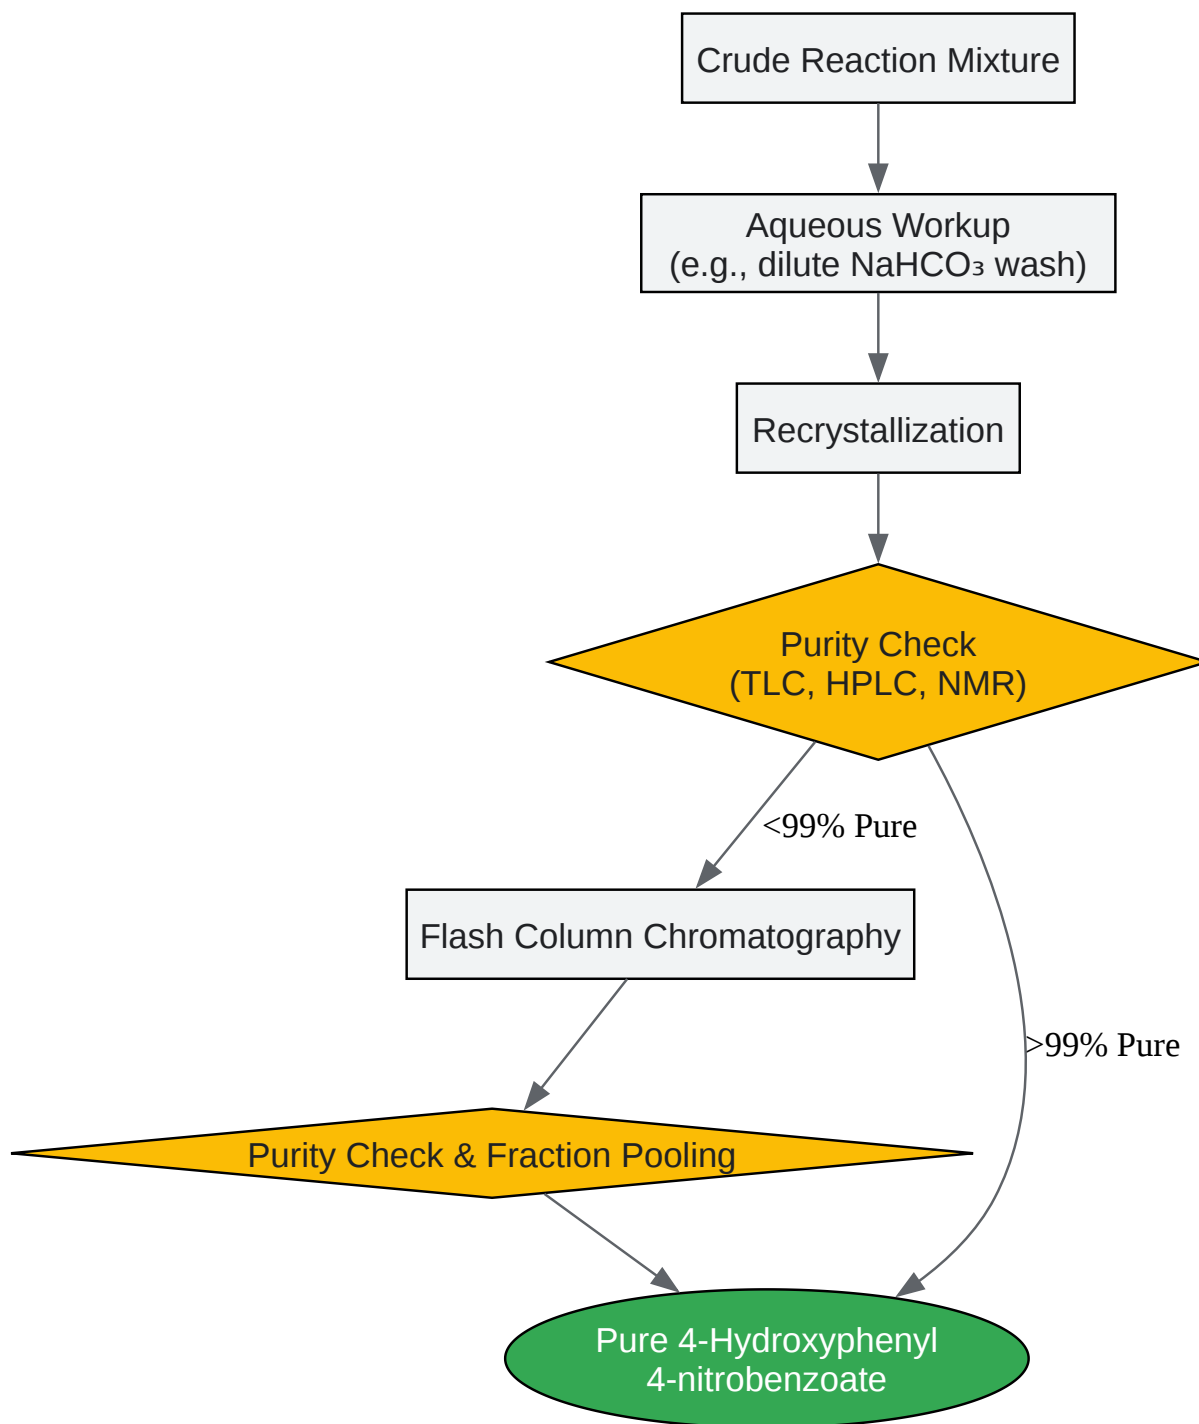 Crude Reaction Mixture
Aqueous Workup
(e.g., dilute NaHCO₃ wash)
Recrystallization
Purity Check
(TLC, HPLC, NMR)
<99% Pure
Flash Column Chromatography
>99% Pure
Purity Check & Fraction Pooling
Pure 4-Hydroxyphenyl
4-nitrobenzoate